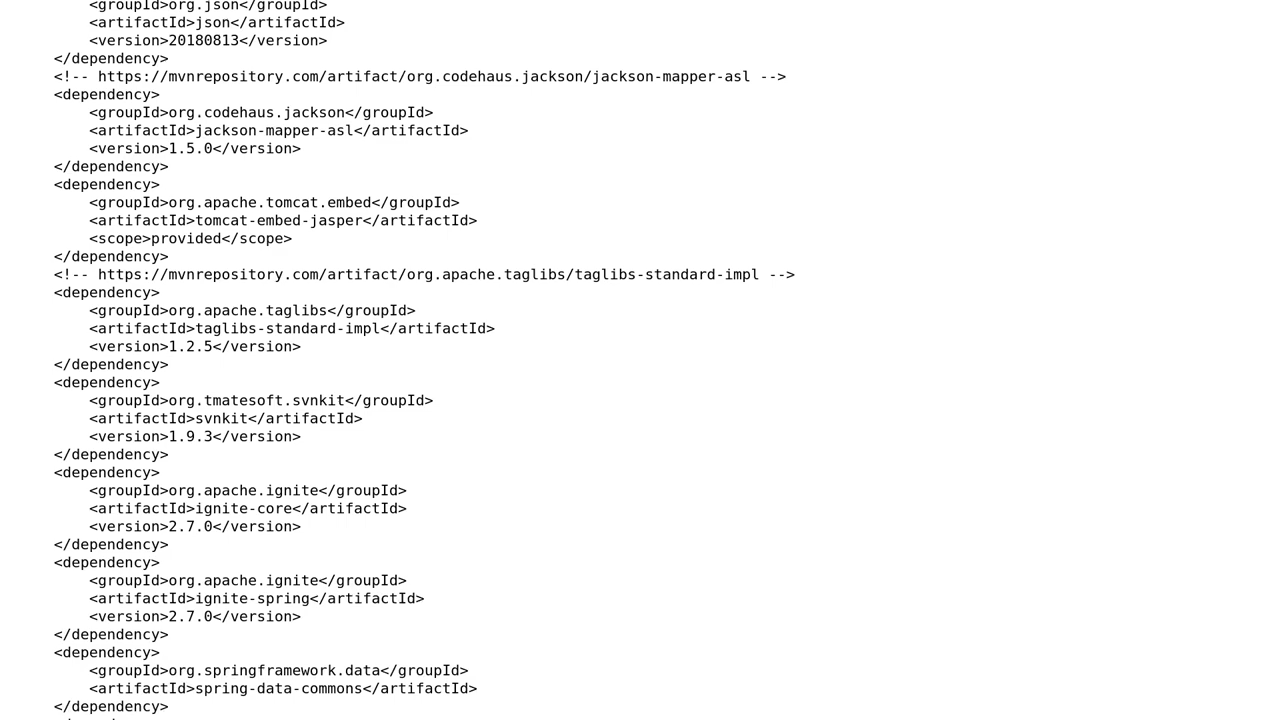 <groupId>org.json</groupId>
<artifactId>json</artifactId>
<version>20180813</version>
</dependency>
<!-- https://mvnrepository.com/artifact/org.codehaus.jackson/jackson-mapper-asl -->
<dependency>
<groupId>org.codehaus.jackson</groupId>
<artifactId>jackson-mapper-asl</artifactId>
<version>1.5.0</version>
</dependency>
<dependency>
<groupId>org.apache.tomcat.embed</groupId>
<artifactId>tomcat-embed-jasper</artifactId>
<scope>provided</scope>
</dependency>
<!-- https://mvnrepository.com/artifact/org.apache.taglibs/taglibs-standard-impl -->
<dependency>
<groupId>org.apache.taglibs</groupId>
<artifactId>taglibs-standard-impl</artifactId>
<version>1.2.5</version>
</dependency>
<dependency>
<groupId>org.tmatesoft.svnkit</groupId>
<artifactId>svnkit</artifactId>
<version>1.9.3</version>
</dependency>
<dependency>
<groupId>org.apache.ignite</groupId>
<artifactId>ignite-core</artifactId>
<version>2.7.0</version>
</dependency>
<dependency>
<groupId>org.apache.ignite</groupId>
<artifactId>ignite-spring</artifactId>
<version>2.7.0</version>
</dependency>
<dependency>
<groupId>org.springframework.data</groupId>
<artifactId>spring-data-commons</artifactId>
</dependency>